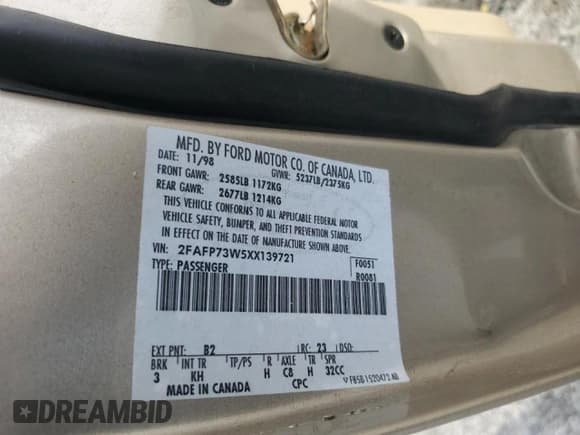 MFD. BY FORD MOTOR CO. OF CANADA, LTD.
DATE: 11/98 GVWR: 5237LB/2375KG
FRONT GAWR: 2585LB 1172KG
REAR GAWR: 2677LB 1214KG
THIS VEHICLE CONFORMS TO ALL APPLICABLE FEDERAL MOTOR
VEHICLE SAFETY, BUMPER, AND THEFT PREVENTION STANDARDS
IN EFFECT ON THE DATE OF MANUFACTURE SHOWN ABOVE.
VIN: 2FAFP73W5XX139721 F0051
TYPE: PASSENGER R0081
EXT PNT: B2 RC: 23 DSO:
BRK INT TR TP/PS R AXLE TR SPR
3 KH H C8 H 32CC
MADE IN CANADA CPC F85B 1520472 AB
DREAMBID